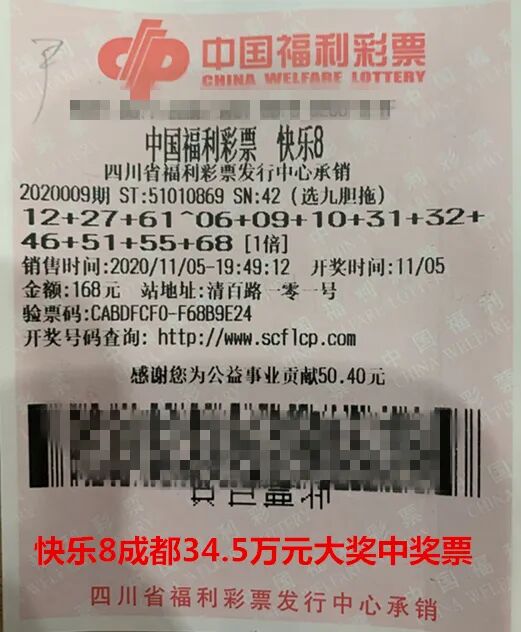 中国福利彩票
CHINA WELFARE LOTTERY
中国福利彩票 快乐8
四川省福利彩票发行中心承销
2020009期 ST:51010869 SN:42 (选九胆拖)
12+27+61^06+09+10+31+32+
46+51+55+68 [1倍]
销售时间:2020/11/05-19:49:12 开奖时间:11/05
金额:168元 站地址:清百路一零一号
验票码:CABDFCF0-F68B9E24
开奖号码查询: http://www.scflcp.com
感谢您为公益事业贡献50.40元
快乐8成都34.5万元大奖中奖票
四川省福利彩票发行中心承销